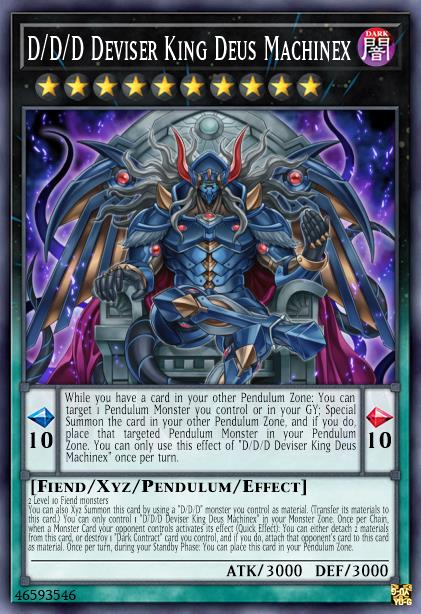 D/D/D Deviser King Deus Machinex
DARK
闇
While you have a card in your other Pendulum Zone: You can
target 1 Pendulum Monster you control or in your GY; Special
Summon the card in your other Pendulum Zone, and if you do,
place that targeted Pendulum Monster in your Pendulum
Zone. You can only use this effect of "D/D/D Deviser King Deus
Machinex" once per turn.
10
10
[Fiend/Xyz/Pendulum/Effect]
2 Level 10 Fiend monsters
You can also Xyz Summon this card by using a "D/D/D" monster you control as material. (Transfer its materials to
this card.) You can only control 1 "D/D/D Deviser King Deus Machinex" in your Monster Zone. Once per Chain,
when a Monster Card your opponent controls activates its effect (Quick Effect): You can either detach 2 materials
from this card, or destroy 1 "Dark Contract" card you control, and if you do, attach that opponent's card to this card
as material. Once per turn, during your Standby Phase: You can place this card in your Pendulum Zone.
ATK/3000 DEF/3000
46593546